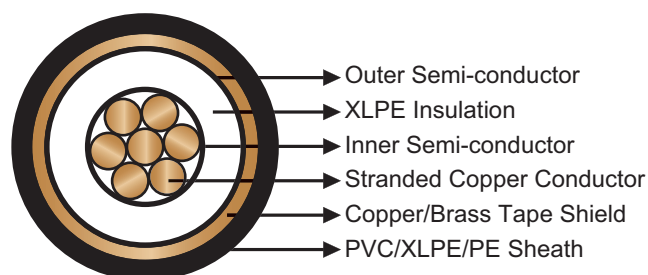 Outer Semi-conductor
XLPE Insulation
Inner Semi-conductor
Stranded Copper Conductor
Copper/Brass Tape Shield
PVC/XLPE/PE Sheath